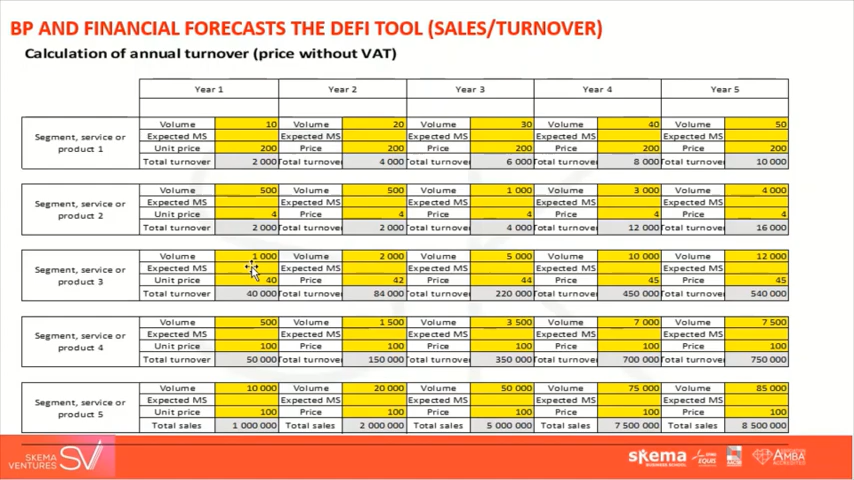 BP AND FINANCIAL FORECASTS THE DEFI TOOL (SALES/TURNOVER)
Calculation of annual turnover (price without VAT)
Year 1 Year 2 Year 3 Year 4 Year 5
Segment, service or product 1
Volume 10 Volume 20 Volume 30 Volume 40 Volume 50
Expected MS Expected MS Expected MS Expected MS Expected MS
Unit price 200 Price 200 Price 200 Price 200 Price 200
Total turnover 2 000 Total turnover 4 000 Total turnover 6 000 Total turnover 8 000 Total turnover 10 000
Segment, service or product 2
Volume 500 Volume 500 Volume 1 000 Volume 3 000 Volume 4 000
Expected MS Expected MS Expected MS Expected MS Expected MS
Unit price 4 Price 4 Price 4 Price 4 Price 4
Total turnover 2 000 Total turnover 2 000 Total turnover 4 000 Total turnover 12 000 Total turnover 16 000
Segment, service or product 3
Volume 1 000 Volume 2 000 Volume 5 000 Volume 10 000 Volume 12 000
Expected MS Expected MS Expected MS Expected MS Expected MS
Unit price 40 Price 42 Price 44 Price 45 Price 45
Total turnover 40 000 Total turnover 84 000 Total turnover 220 000 Total turnover 450 000 Total turnover 540 000
Segment, service or product 4
Volume 500 Volume 1 500 Volume 3 500 Volume 7 000 Volume 7 500
Expected MS Expected MS Expected MS Expected MS Expected MS
Unit price 100 Price 100 Price 100 Price 100 Price 100
Total turnover 50 000 Total turnover 150 000 Total turnover 350 000 Total turnover 700 000 Total turnover 750 000
Segment, service or product 5
Volume 10 000 Volume 20 000 Volume 50 000 Volume 75 000 Volume 85 000
Expected MS Expected MS Expected MS Expected MS Expected MS
Unit price 100 Price 100 Price 100 Price 100 Price 100
Total sales 1 000 000 Total sales 2 000 000 Total sales 5 000 000 Total sales 7 500 000 Total sales 8 500 000
SKEMA VENTURES SV
skema BUSINESS SCHOOL EQUIS AMBA ACCREDITED